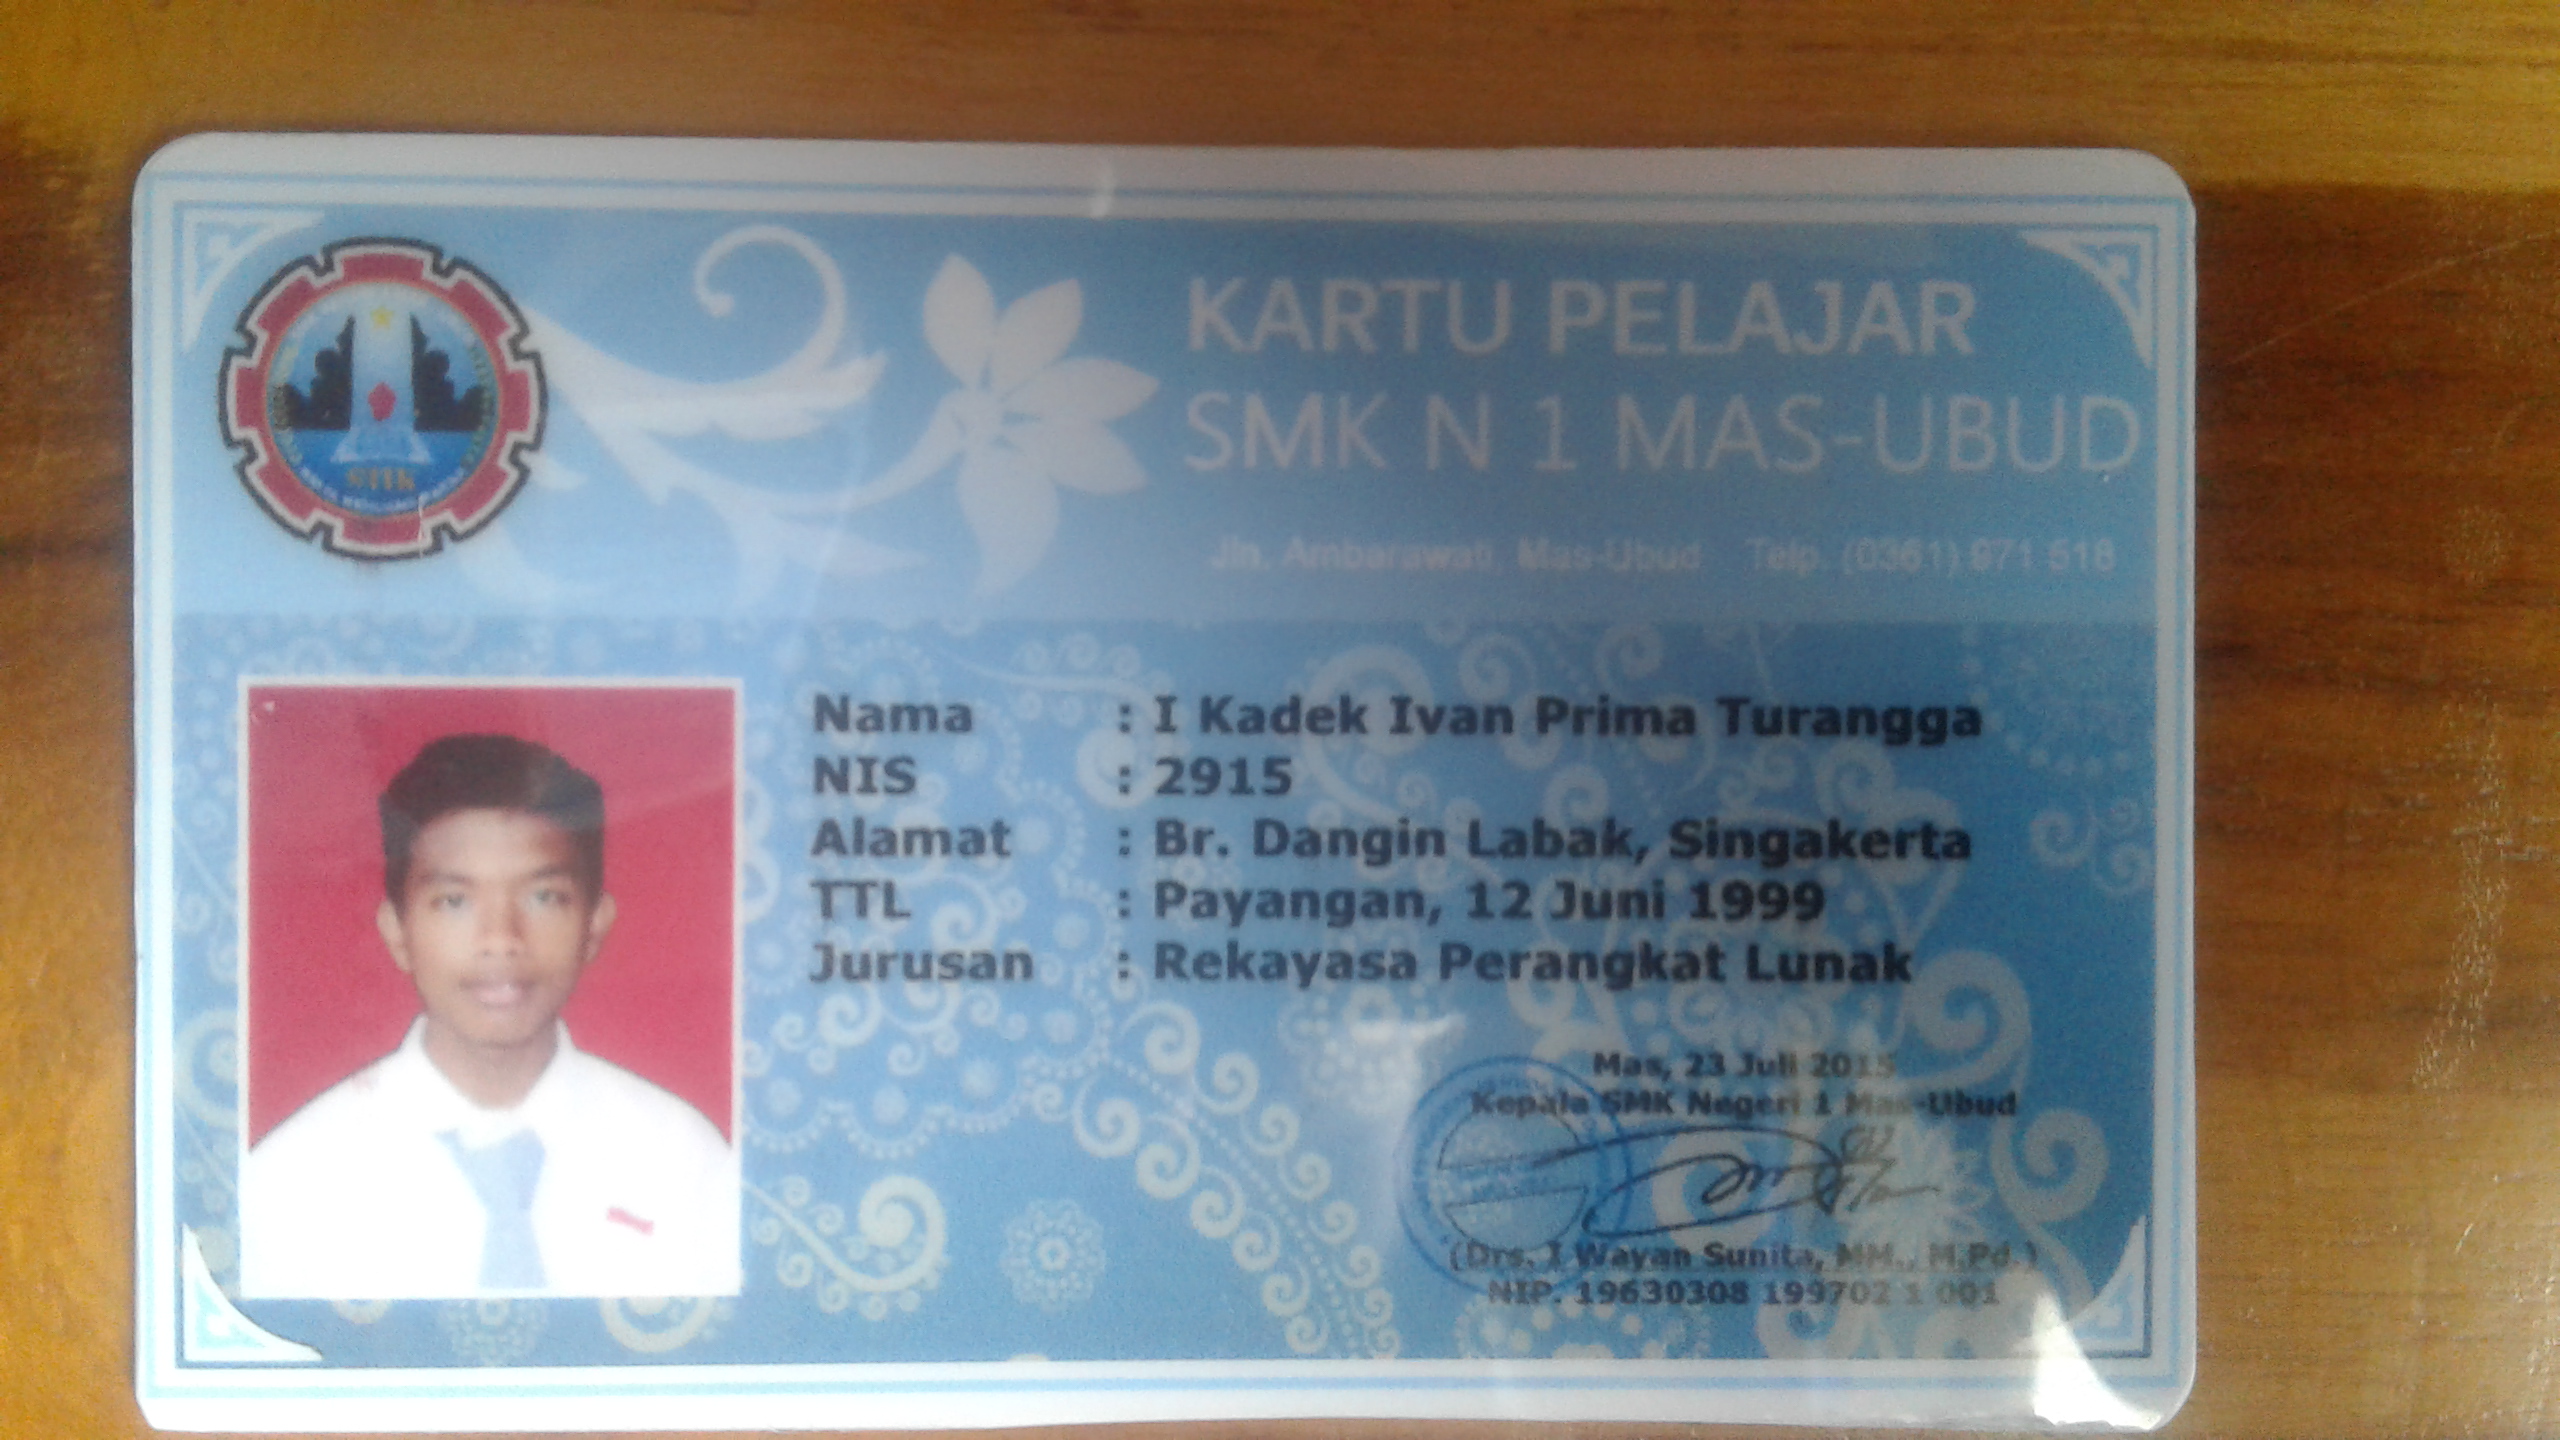 KARTU PELAJAR
SMK N 1 MAS-UBUD
Jln. Ambarawan, Mas-Ubud Telp. (0361) 971 518
Nama : I Kadek Ivan Prima Turangga
NIS : 2915
Alamat : Br. Dangin Labak, Singakerta
TTL : Payangan, 12 Juni 1999
Jurusan : Rekayasa Perangkat Lunak
Mas, 23 Juli 2015
Kepala SMK Negeri 1 Mas-Ubud
(Drs. I Wayan Sunita, MM., M.Pd.)
NIP. 19630308 199702 1 001